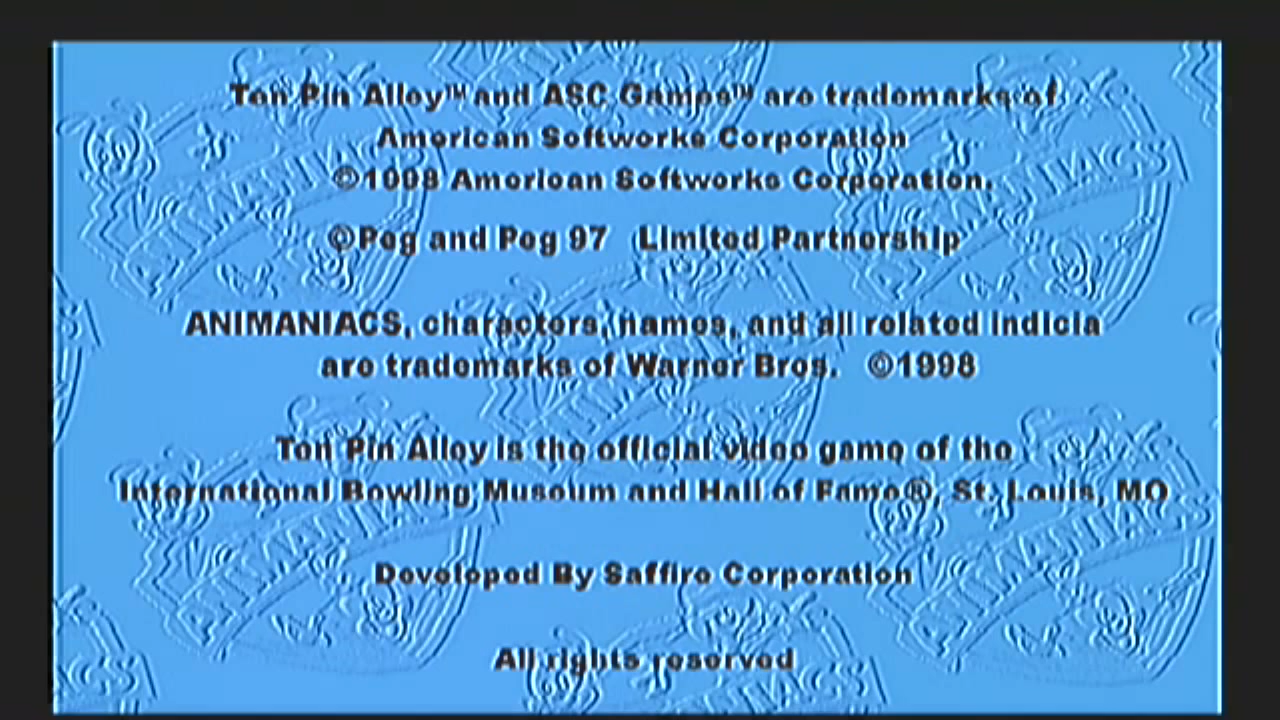 Ten Pin Alley™ and ASC Games™ are trademarks of
American Softworks Corporation
©1998 American Softworks Corporation.
©Peg and Peg 97 Limited Partnership
ANIMANIACS, characters, names, and all related indicia
are trademarks of Warner Bros. ©1998
Ten Pin Alley is the official video game of the
International Bowling Museum and Hall of Fame®, St. Louis, MO
Developed By Saffire Corporation
All rights reserved